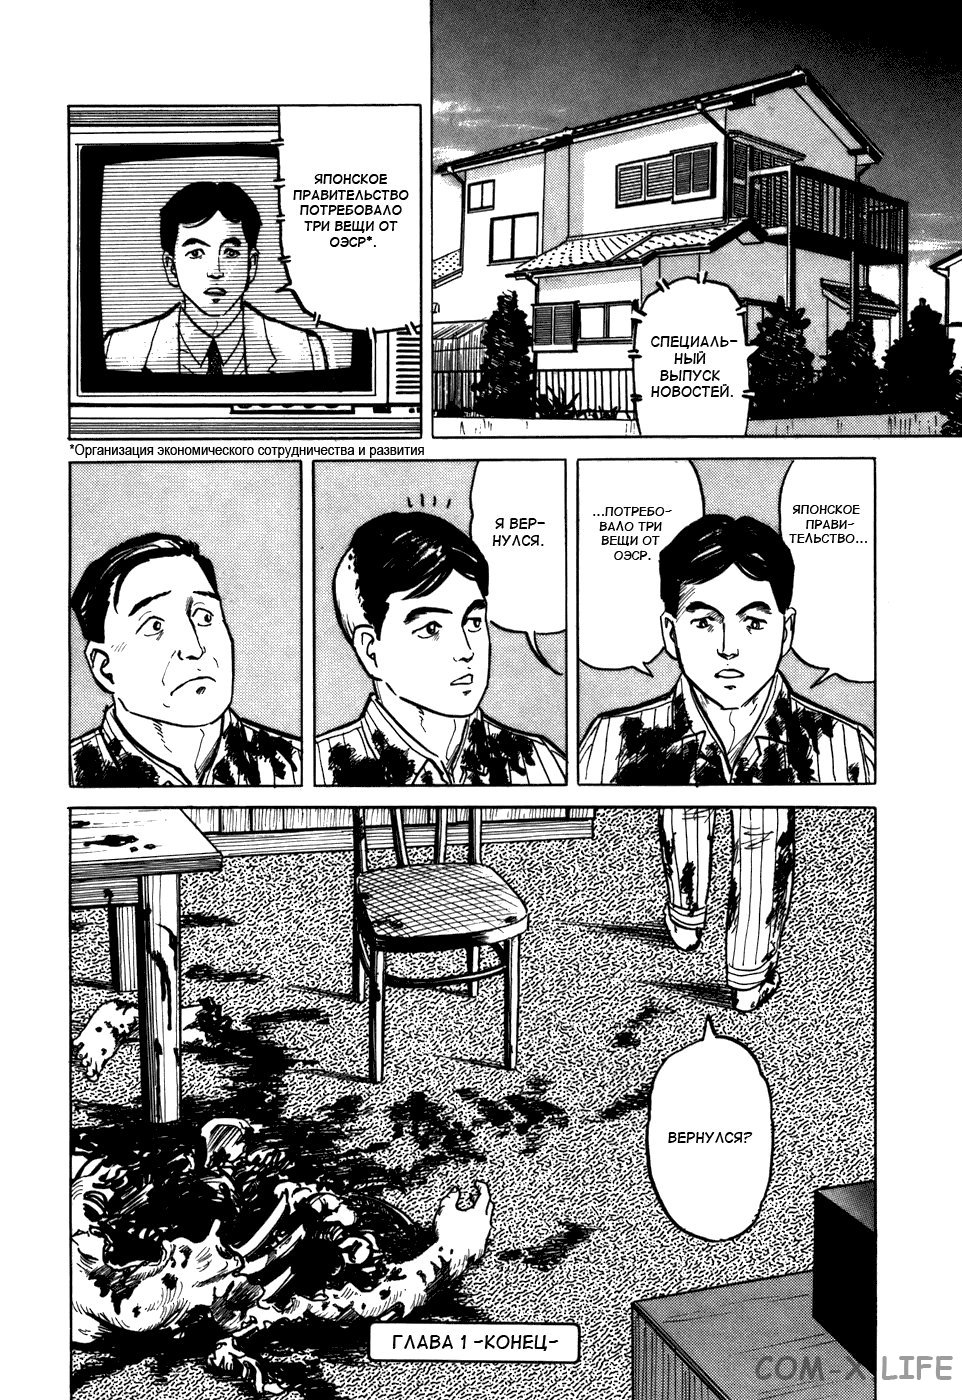 СПЕЦИАЛЬ-
НЫЙ
ВЫПУСК
НОВОСТЕЙ.
ЯПОНСКОЕ
ПРАВИТЕЛЬСТВО
ПОТРЕБОВАЛО
ТРИ ВЕЩИ ОТ
ОЭСР*.
*Организация экономического сотрудничества и развития
ЯПОНСКОЕ
ПРАВИ-
ТЕЛЬСТВО...
...ПОТРЕБО-
ВАЛО ТРИ
ВЕЩИ ОТ
ОЭСР.
Я ВЕР-
НУЛСЯ.
ВЕРНУЛСЯ?
ГЛАВА 1 -КОНЕЦ-
COM-X LIFE